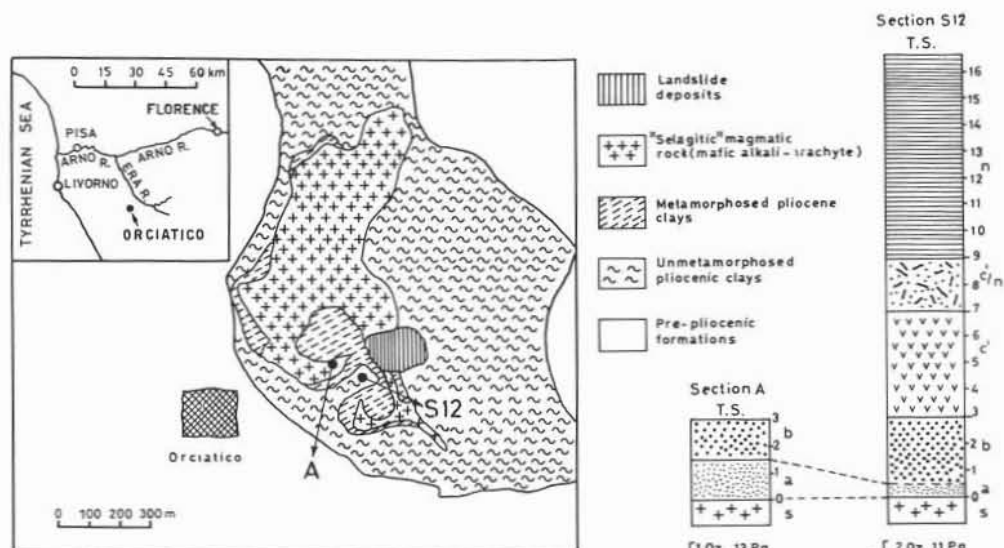 0 15 30 45 60 km
FLORENCE
TYRRHENIAN SEA
PISA
ARNO R.
ARNO R.
ERA R.
LIVORNO
ORCIATICO
S12
A
Orciatico
0 100 200 300 m
Landslide
deposits
"Selagitic" magmatic
rock (mafic alkali-trachyte)
Metamorphosed pliocene
clays
Unmetamorphosed
pliocenic clays
Pre-pliocenic
formations
Section A
T.S.
3
2
1
0
b
a
s
Section S12
T.S.
16
15
14
13
12
11
10
9
8
7
6
5
4
3
2
1
0
n
c'/n
c'
b
a
s